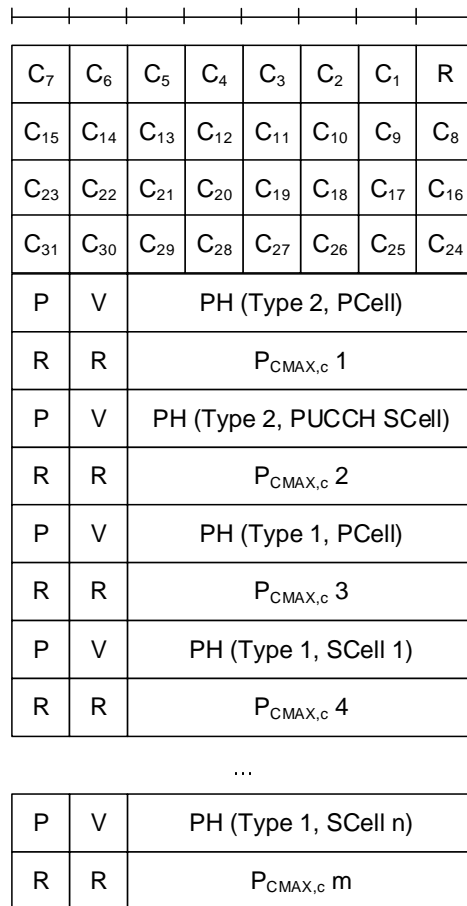 C7 C6 C5 C4 C3 C2 C1 R
C15 C14 C13 C12 C11 C10 C9 C8
C23 C22 C21 C20 C19 C18 C17 C16
C31 C30 C29 C28 C27 C26 C25 C24
P V PH (Type 2, PCell)
R R PCMAX,c 1
P V PH (Type 2, PUCCH SCell)
R R PCMAX,c 2
P V PH (Type 1, PCell)
R R PCMAX,c 3
P V PH (Type 1, SCell 1)
R R PCMAX,c 4
...
P V PH (Type 1, SCell n)
R R PCMAX,c m